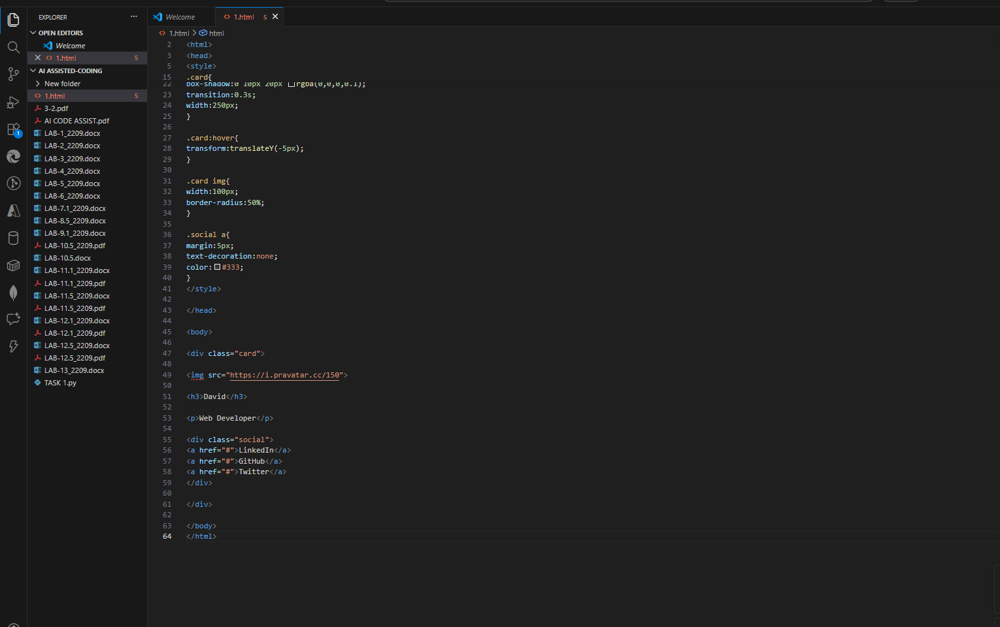 EXPLORER
···
OPEN EDITORS
Welcome
1.html 5
AI ASSISTED-CODING
New folder
1.html 5
3-2.pdf
AI CODE ASSIST.pdf
LAB-1_2209.docx
LAB-2_2209.docx
LAB-3_2209.docx
LAB-4_2209.docx
LAB-5_2209.docx
LAB-6_2209.docx
LAB-7.1_2209.docx
LAB-8.5_2209.docx
LAB-9.1_2209.docx
LAB-10.5_2209.pdf
LAB-10.5.docx
LAB-11.1_2209.docx
LAB-11.1_2209.pdf
LAB-11.5_2209.docx
LAB-11.5_2209.pdf
LAB-12.1_2209.docx
LAB-12.1_2209.pdf
LAB-12.5_2209.docx
LAB-12.5_2209.pdf
LAB-13_2209.docx
TASK 1.py
1
Welcome
1.html 5
1.html > html
2 <html>
3 <head>
5 <style>
15 .card{
22 box-shadow:0 10px 20px rgba(0,0,0,0.1);
23 transition:0.3s;
24 width:250px;
25 }
26
27 .card:hover{
28 transform:translateY(-5px);
29 }
30
31 .card img{
32 width:100px;
33 border-radius:50%;
34 }
35
36 .social a{
37 margin:5px;
38 text-decoration:none;
39 color:#333;
40 }
41 </style>
42
43 </head>
44
45 <body>
46
47 <div class="card">
48
49 <img src="https://i.pravatar.cc/150">
50
51 <h3>David</h3>
52
53 <p>Web Developer</p>
54
55 <div class="social">
56 <a href="#">LinkedIn</a>
57 <a href="#">GitHub</a>
58 <a href="#">Twitter</a>
59 </div>
60
61 </div>
62
63 </body>
64 </html>